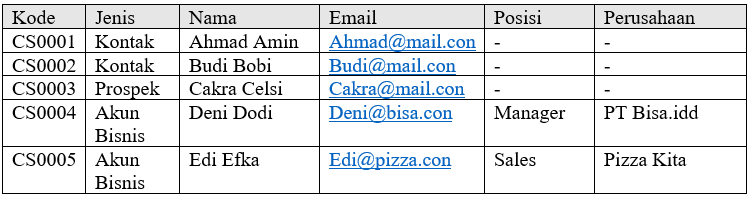 Kode Jenis Nama Email Posisi Perusahaan
CS0001 Kontak Ahmad Amin Ahmad@mail.con - -
CS0002 Kontak Budi Bobi Budi@mail.con - -
CS0003 Prospek Cakra Celsi Cakra@mail.con - -
CS0004 Akun Deni Dodi Deni@bisa.con Manager PT Bisa.idd
Bisnis
CS0005 Akun Edi Efka Edi@pizza.con Sales Pizza Kita
Bisnis